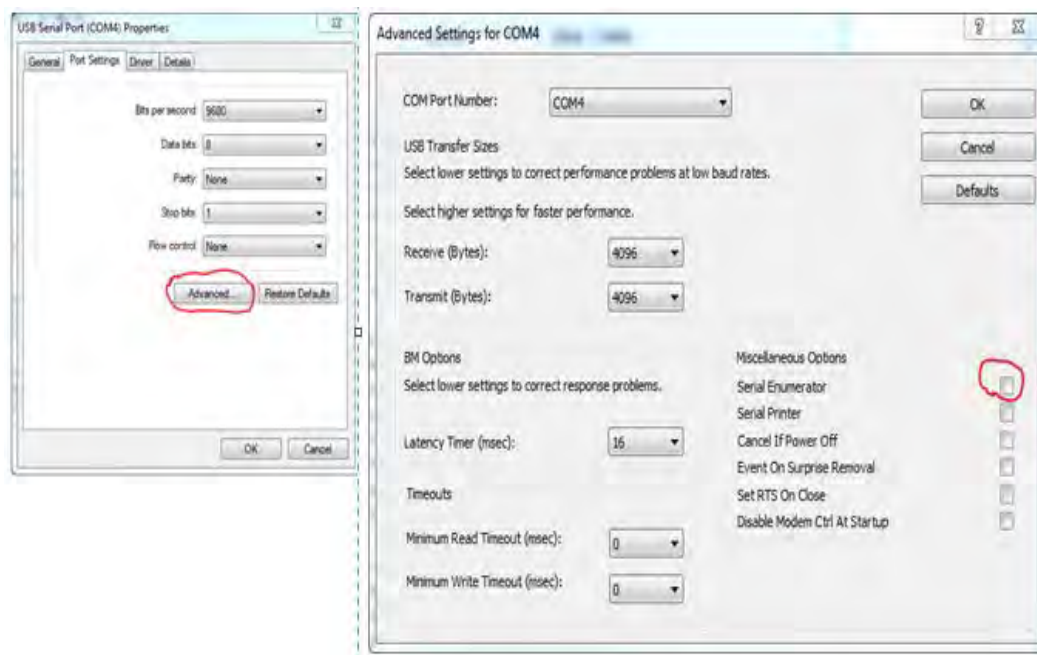 USB Serial Port (COM4) Properties
General Port Settings Driver Details
Bits per second: 9600
Data bits: 8
Parity: None
Stop bits: 1
Flow control: None
Advanced... Restore Defaults
OK Cancel
Advanced Settings for COM4
COM Port Number: COM4
OK
USB Transfer Sizes
Cancel
Select lower settings to correct performance problems at low baud rates.
Defaults
Select higher settings for faster performance.
Receive (Bytes): 4096
Transmit (Bytes): 4096
BM Options
Miscellaneous Options
Select lower settings to correct response problems.
Serial Enumerator
Serial Printer
Latency Timer (msec): 16
Cancel If Power Off
Event On Surprise Removal
Timeouts
Set RTS On Close
Disable Modem Ctrl At Startup
Minimum Read Timeout (msec): 0
Minimum Write Timeout (msec): 0